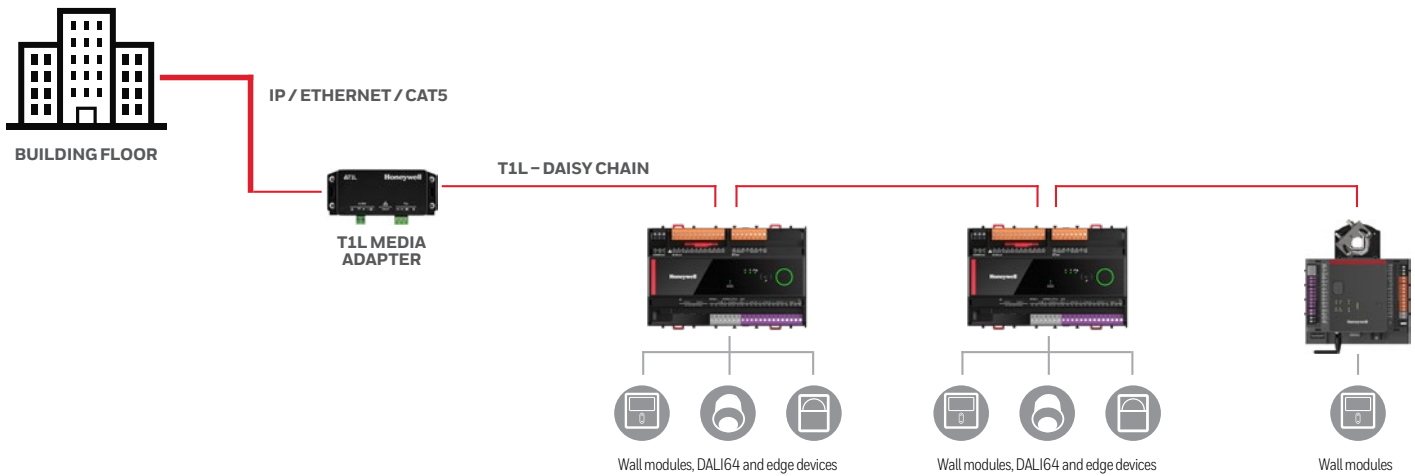 IP / ETHERNET / CAT5
BUILDING FLOOR
T1L – DAISY CHAIN
Honeywell
T1L MEDIA
ADAPTER
Honeywell
Honeywell
Honeywell
Wall modules, DALI64 and edge devices
Wall modules, DALI64 and edge devices
Wall modules